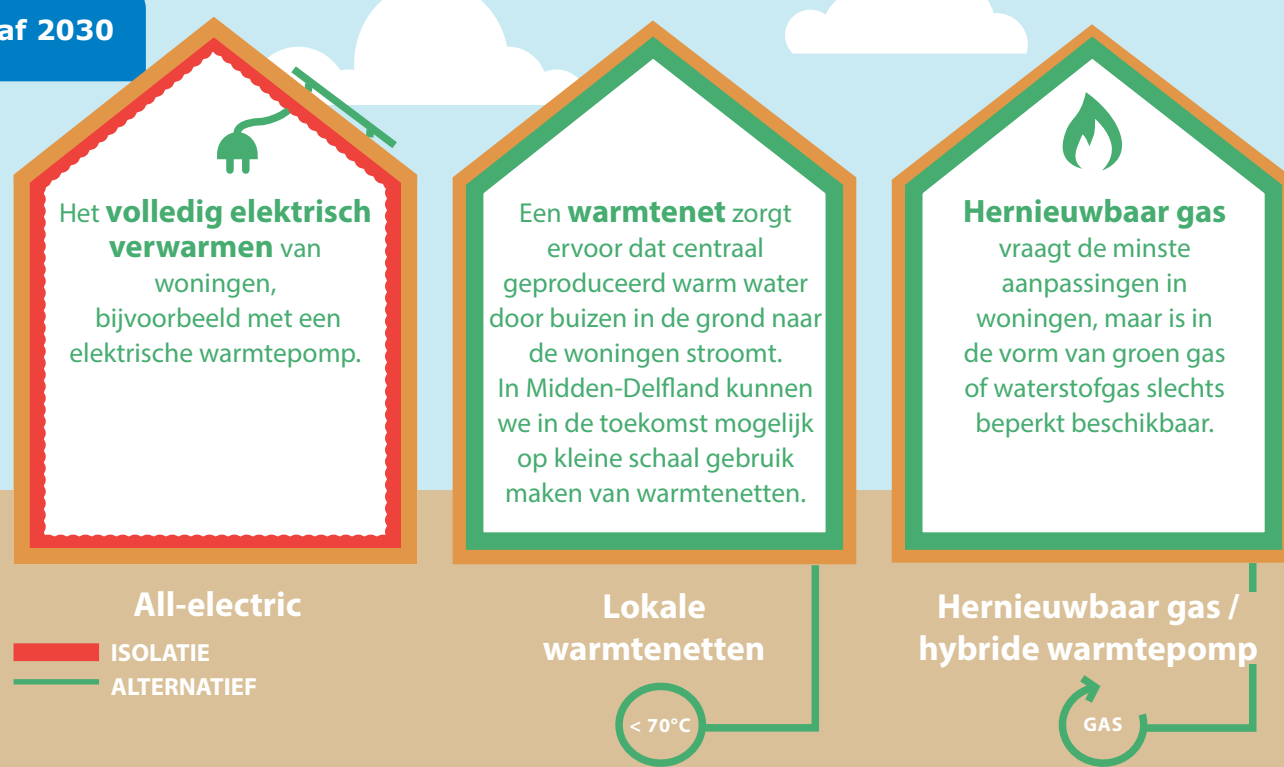 af 2030
Het volledig elektrisch
verwarmen van
woningen,
bijvoorbeeld met een
elektrische warmtepomp.
Een warmtenet zorgt
ervoor dat centraal
geproduceerd warm water
door buizen in de grond naar
de woningen stroomt.
In Midden-Delfland kunnen
we in de toekomst mogelijk
op kleine schaal gebruik
maken van warmtenetten.
Hernieuwbaar gas
vraagt de minste
aanpassingen in
woningen, maar is in
de vorm van groen gas
of waterstofgas slechts
beperkt beschikbaar.
All-electric
ISOLATIE
ALTERNATIEF
Lokale
warmtenetten
< 70°C
Hernieuwbaar gas /
hybride warmtepomp
GAS